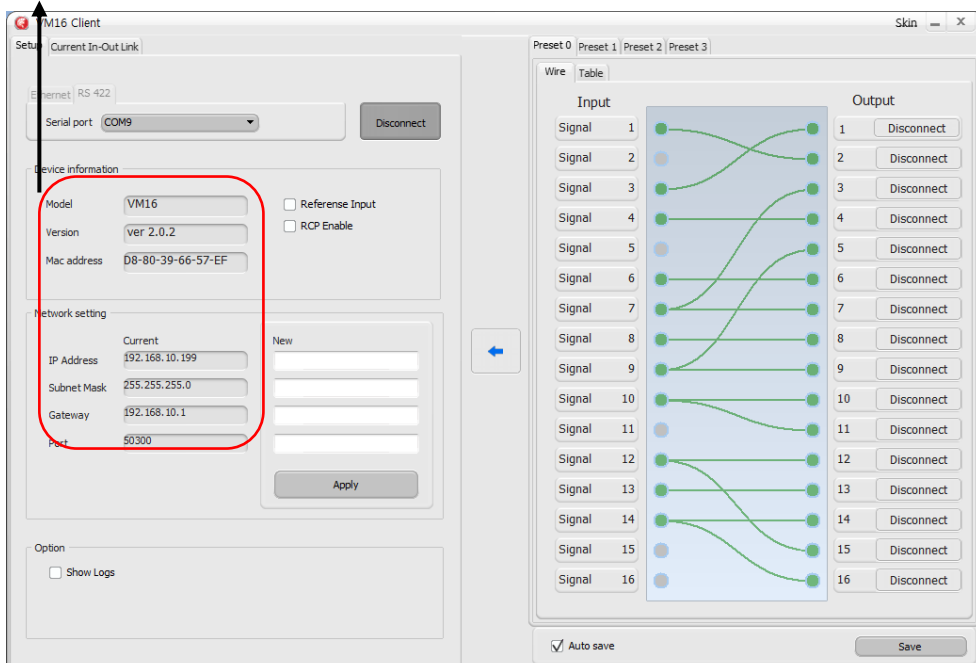 VM16 Client
Skin
Setup Current In-Out Link
Ethernet RS 422
Serial port COM9 Disconnect
Device information
Model VM16
Version ver 2.0.2
Mac address D8-80-39-66-57-EF
Referense Input
RCP Enable
Network setting
Current New
IP Address 192.168.10.199
Subnet Mask 255.255.255.0
Gateway 192.168.10.1
Port 50300
Apply
Option
Show Logs
Preset 0 Preset 1 Preset 2 Preset 3
Wire Table
Input Output
Signal 1 1 Disconnect
Signal 2 2 Disconnect
Signal 3 3 Disconnect
Signal 4 4 Disconnect
Signal 5 5 Disconnect
Signal 6 6 Disconnect
Signal 7 7 Disconnect
Signal 8 8 Disconnect
Signal 9 9 Disconnect
Signal 10 10 Disconnect
Signal 11 11 Disconnect
Signal 12 12 Disconnect
Signal 13 13 Disconnect
Signal 14 14 Disconnect
Signal 15 15 Disconnect
Signal 16 16 Disconnect
Auto save Save